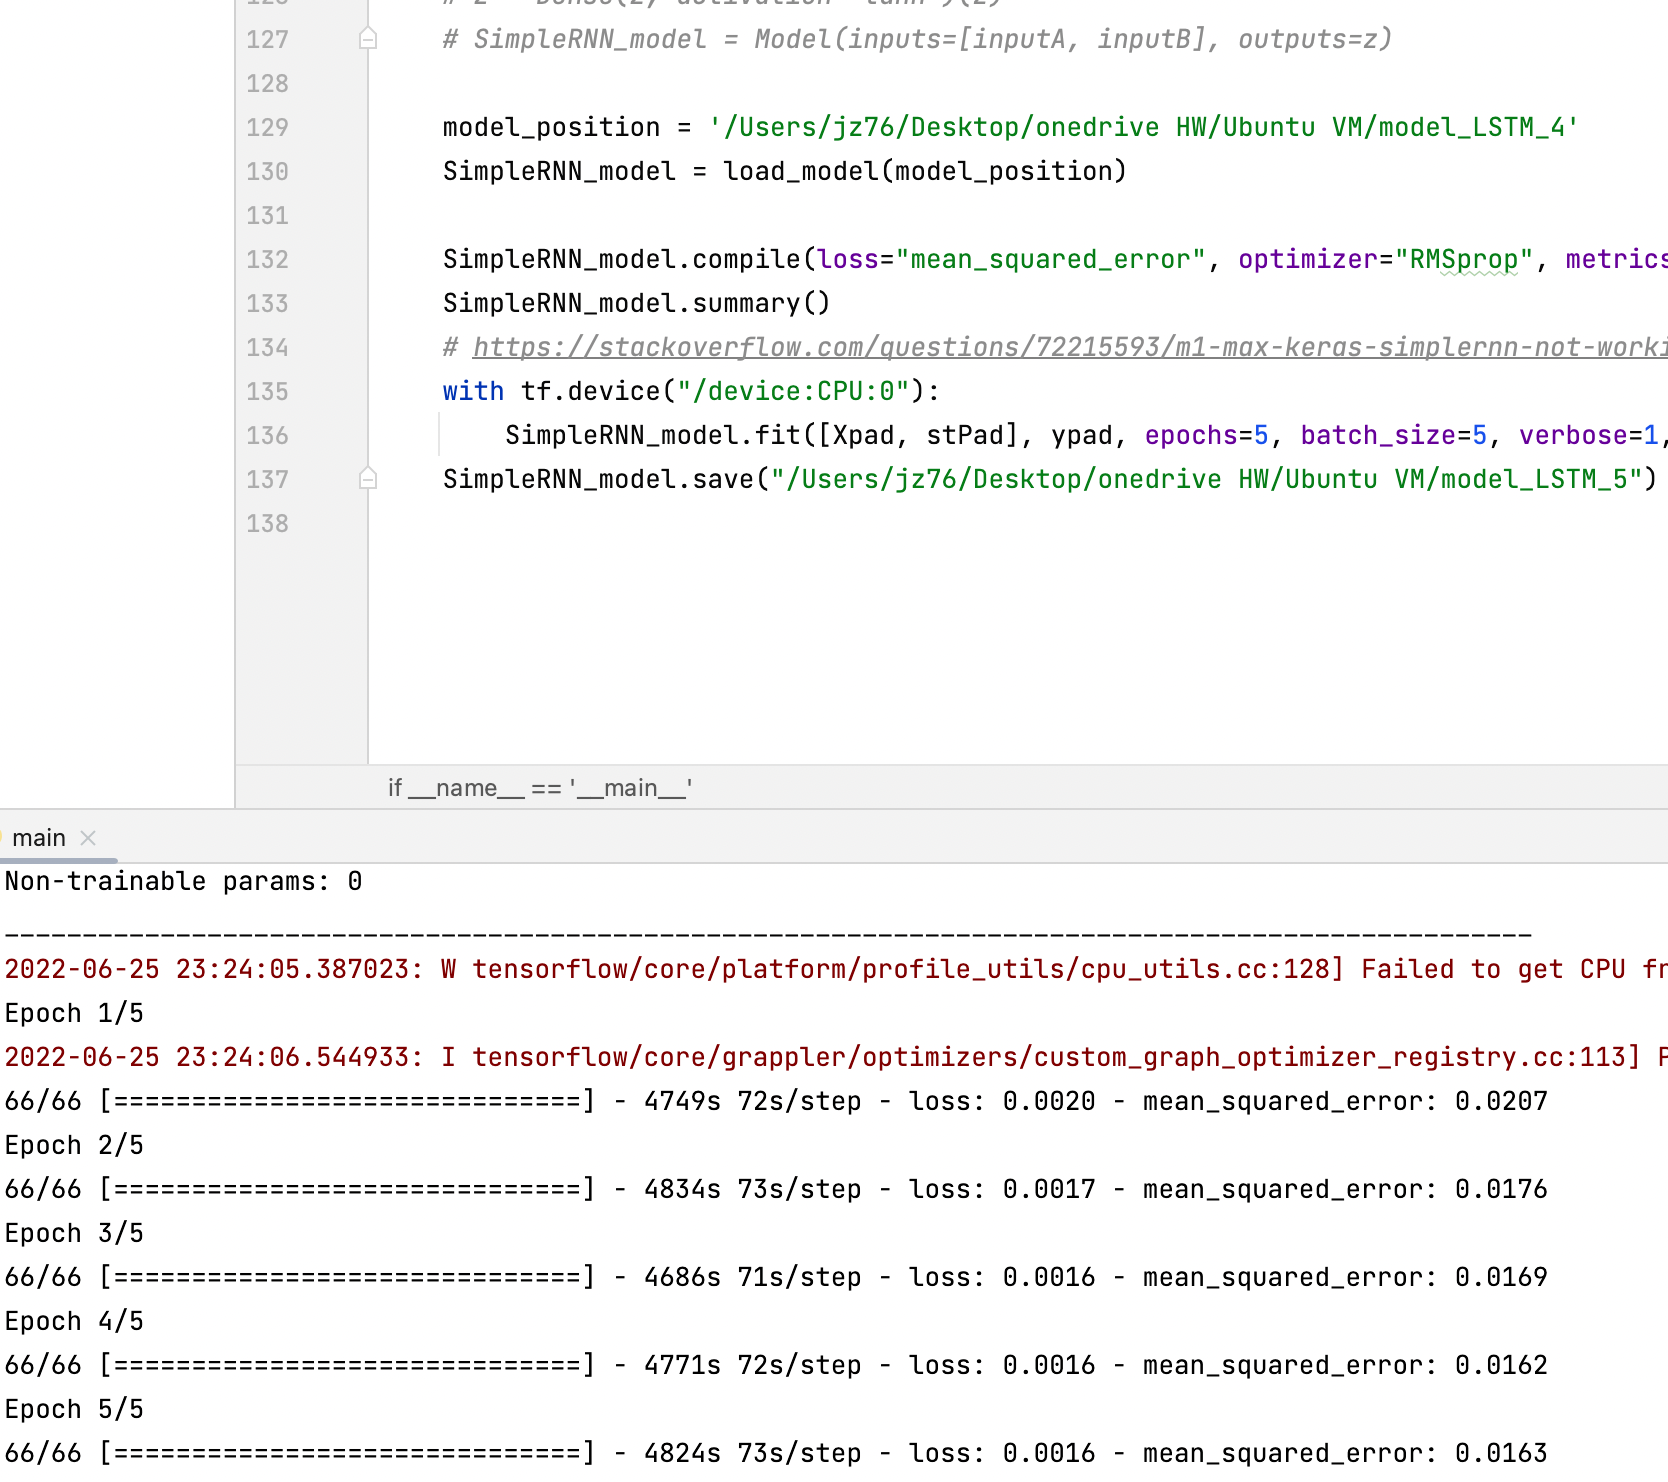 127 # SimpleRNN_model = Model(inputs=[inputA, inputB], outputs=z)
128
129 model_position = '/Users/jz76/Desktop/onedrive HW/Ubuntu VM/model_LSTM_4'
130 SimpleRNN_model = load_model(model_position)
131
132 SimpleRNN_model.compile(loss="mean_squared_error", optimizer="RMSprop", metrics
133 SimpleRNN_model.summary()
134 # https://stackoverflow.com/questions/72215593/m1-max-keras-simplernn-not-worki
135 with tf.device("/device:CPU:0"):
136 SimpleRNN_model.fit([Xpad, stPad], ypad, epochs=5, batch_size=5, verbose=1,
137 SimpleRNN_model.save("/Users/jz76/Desktop/onedrive HW/Ubuntu VM/model_LSTM_5")
138
if __name__ == '__main__'
main
Non-trainable params: 0
__________________________________________________________________________________________________
2022-06-25 23:24:05.387023: W tensorflow/core/platform/profile_utils/cpu_utils.cc:128] Failed to get CPU fr
Epoch 1/5
2022-06-25 23:24:06.544933: I tensorflow/core/grappler/optimizers/custom_graph_optimizer_registry.cc:113] P
66/66 [==============================] - 4749s 72s/step - loss: 0.0020 - mean_squared_error: 0.0207
Epoch 2/5
66/66 [==============================] - 4834s 73s/step - loss: 0.0017 - mean_squared_error: 0.0176
Epoch 3/5
66/66 [==============================] - 4686s 71s/step - loss: 0.0016 - mean_squared_error: 0.0169
Epoch 4/5
66/66 [==============================] - 4771s 72s/step - loss: 0.0016 - mean_squared_error: 0.0162
Epoch 5/5
66/66 [==============================] - 4824s 73s/step - loss: 0.0016 - mean_squared_error: 0.0163